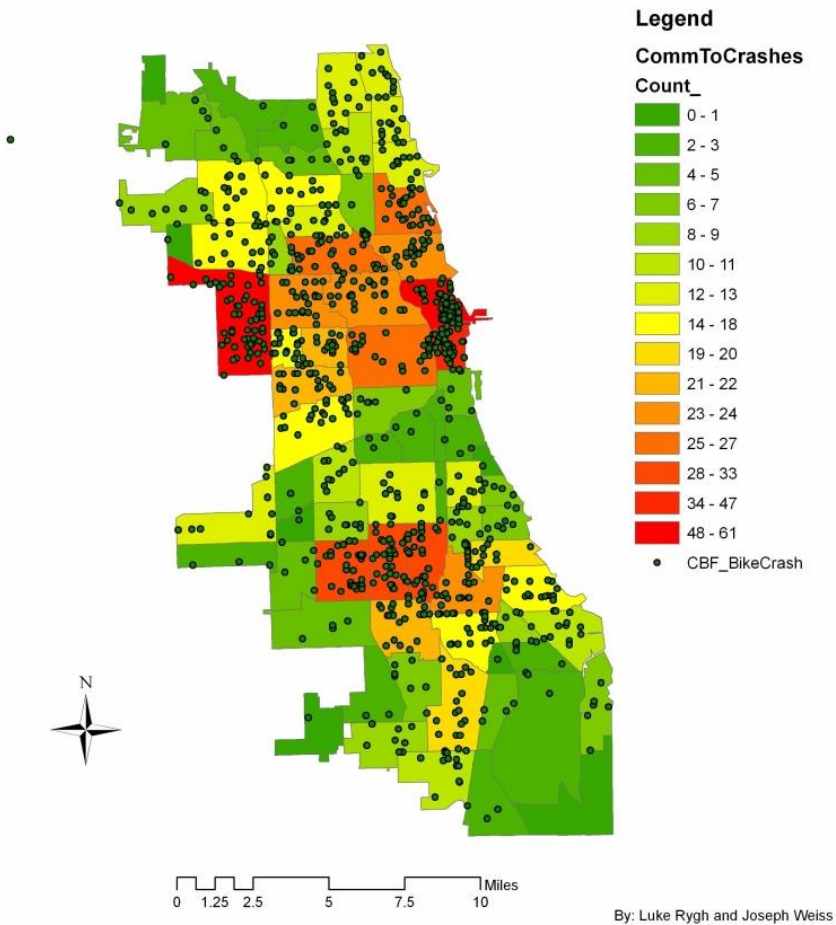 Legend
CommToCrashes
Count_
0 - 1
2 - 3
4 - 5
6 - 7
8 - 9
10 - 11
12 - 13
14 - 18
19 - 20
21 - 22
23 - 24
25 - 27
28 - 33
34 - 47
48 - 61
CBF_BikeCrash
N
Miles
0 1.25 2.5 5 7.5 10
By: Luke Rygh and Joseph Weiss